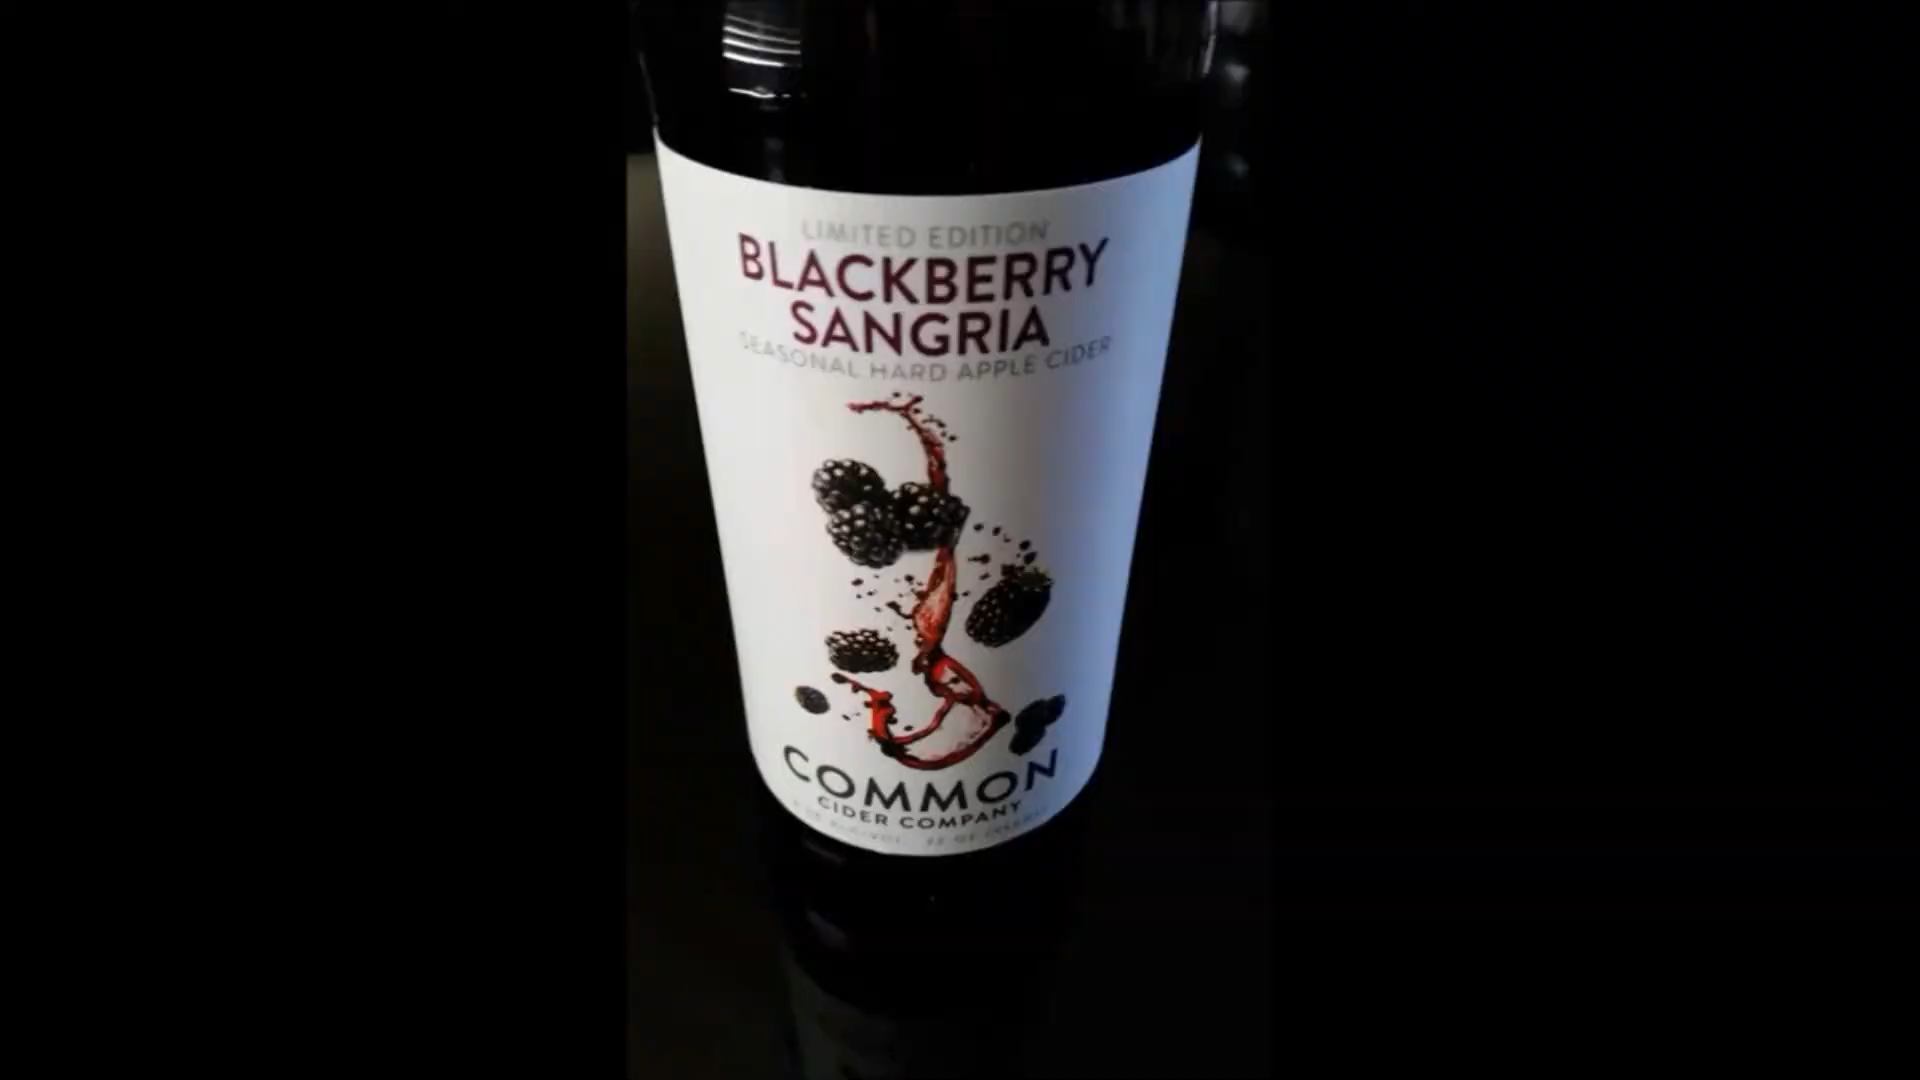 LIMITED EDITION
BLACKBERRY
SANGRIA
SEASONAL HARD APPLE CIDER
COMMON
CIDER COMPANY